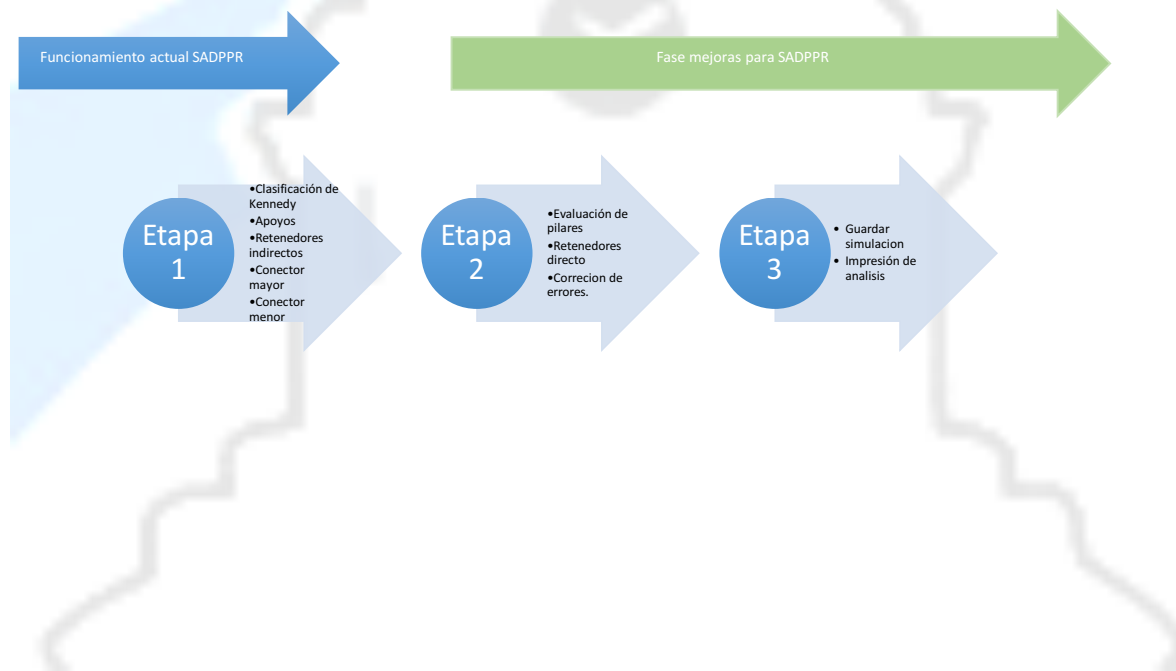 Funcionamiento actual SADPPR
Fase mejoras para SADPPR
Etapa
1
•Clasificación de
Kennedy
•Apoyos
•Retenedores
indirectos
•Conector
mayor
•Conector
menor
Etapa
2
•Evaluación de
pilares
•Retenedores
directo
•Correcion de
errores.
Etapa
3
• Guardar
simulacion
• Impresión de
analisis